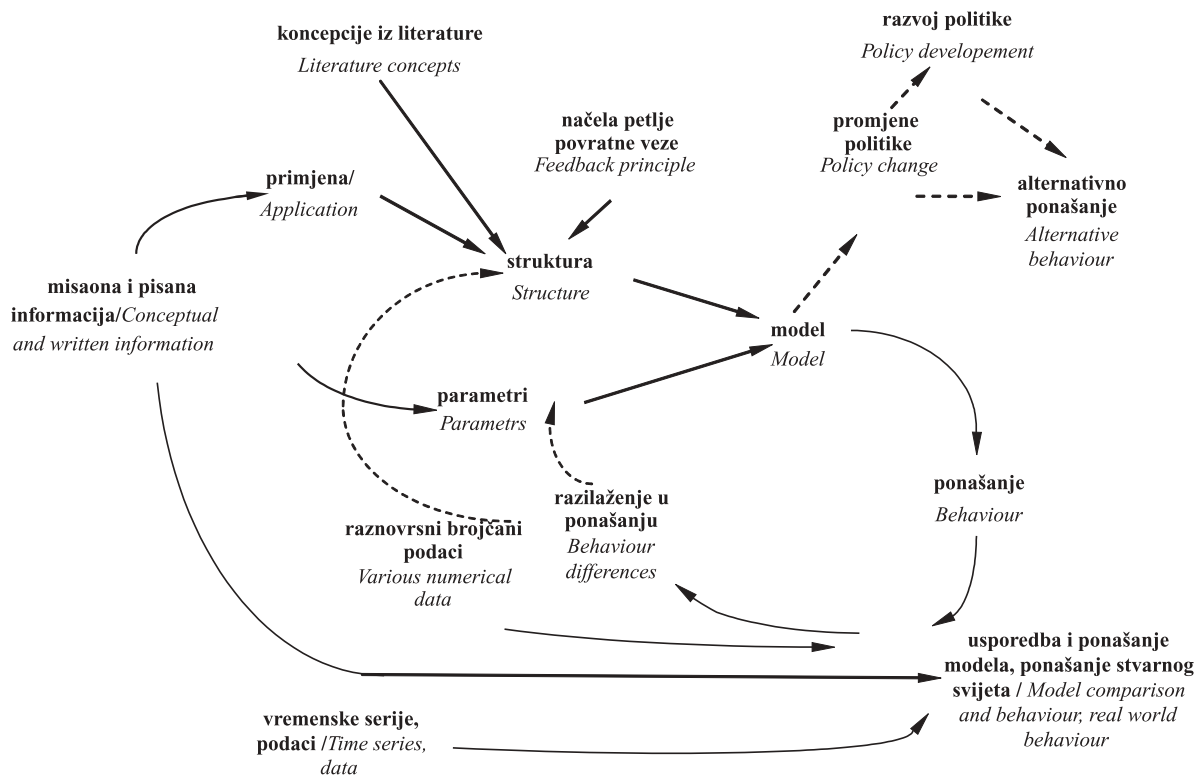 koncepcije iz literature
Literature concepts
razvoj politike
Policy developement
načela petlje
povratne veze
Feedback principle
promjene
politike
Policy change
primjena/
Application
alternativno
ponašanje
Alternative
behaviour
struktura
Structure
misaona i pisana
informacija/Conceptual
and written information
model
Model
parametri
Parametrs
ponašanje
Behaviour
razilaženje u
ponašanju
Behaviour
differences
raznovrsni brojčani
podaci
Various numerical
data
usporedba i ponašanje
modela, ponašanje stvarnog
svijeta / Model comparison
and behaviour, real world
behaviour
vremenske serije,
podaci /Time series,
data